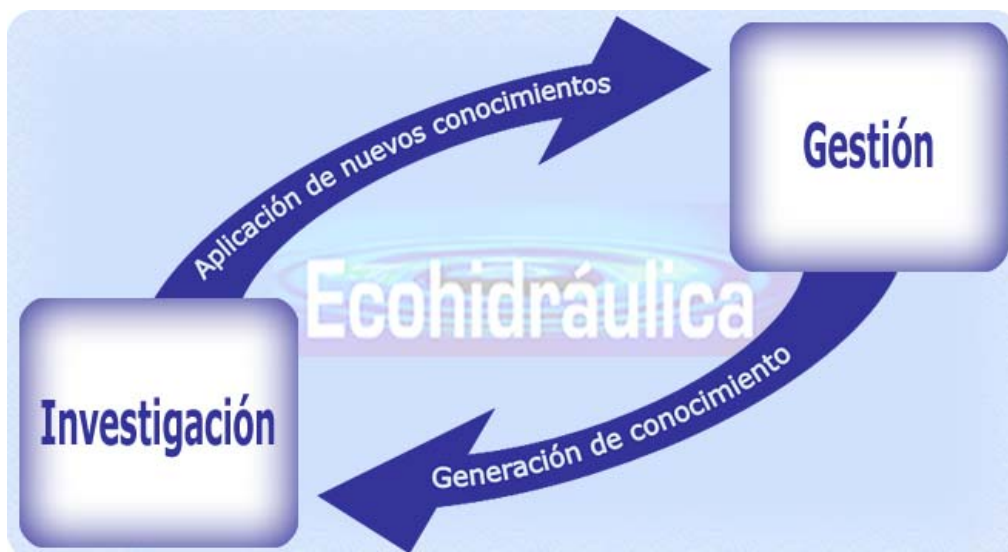 Aplicación de nuevos conocimientos
Gestión
Ecohidráulica
Investigación
Generación de conocimiento